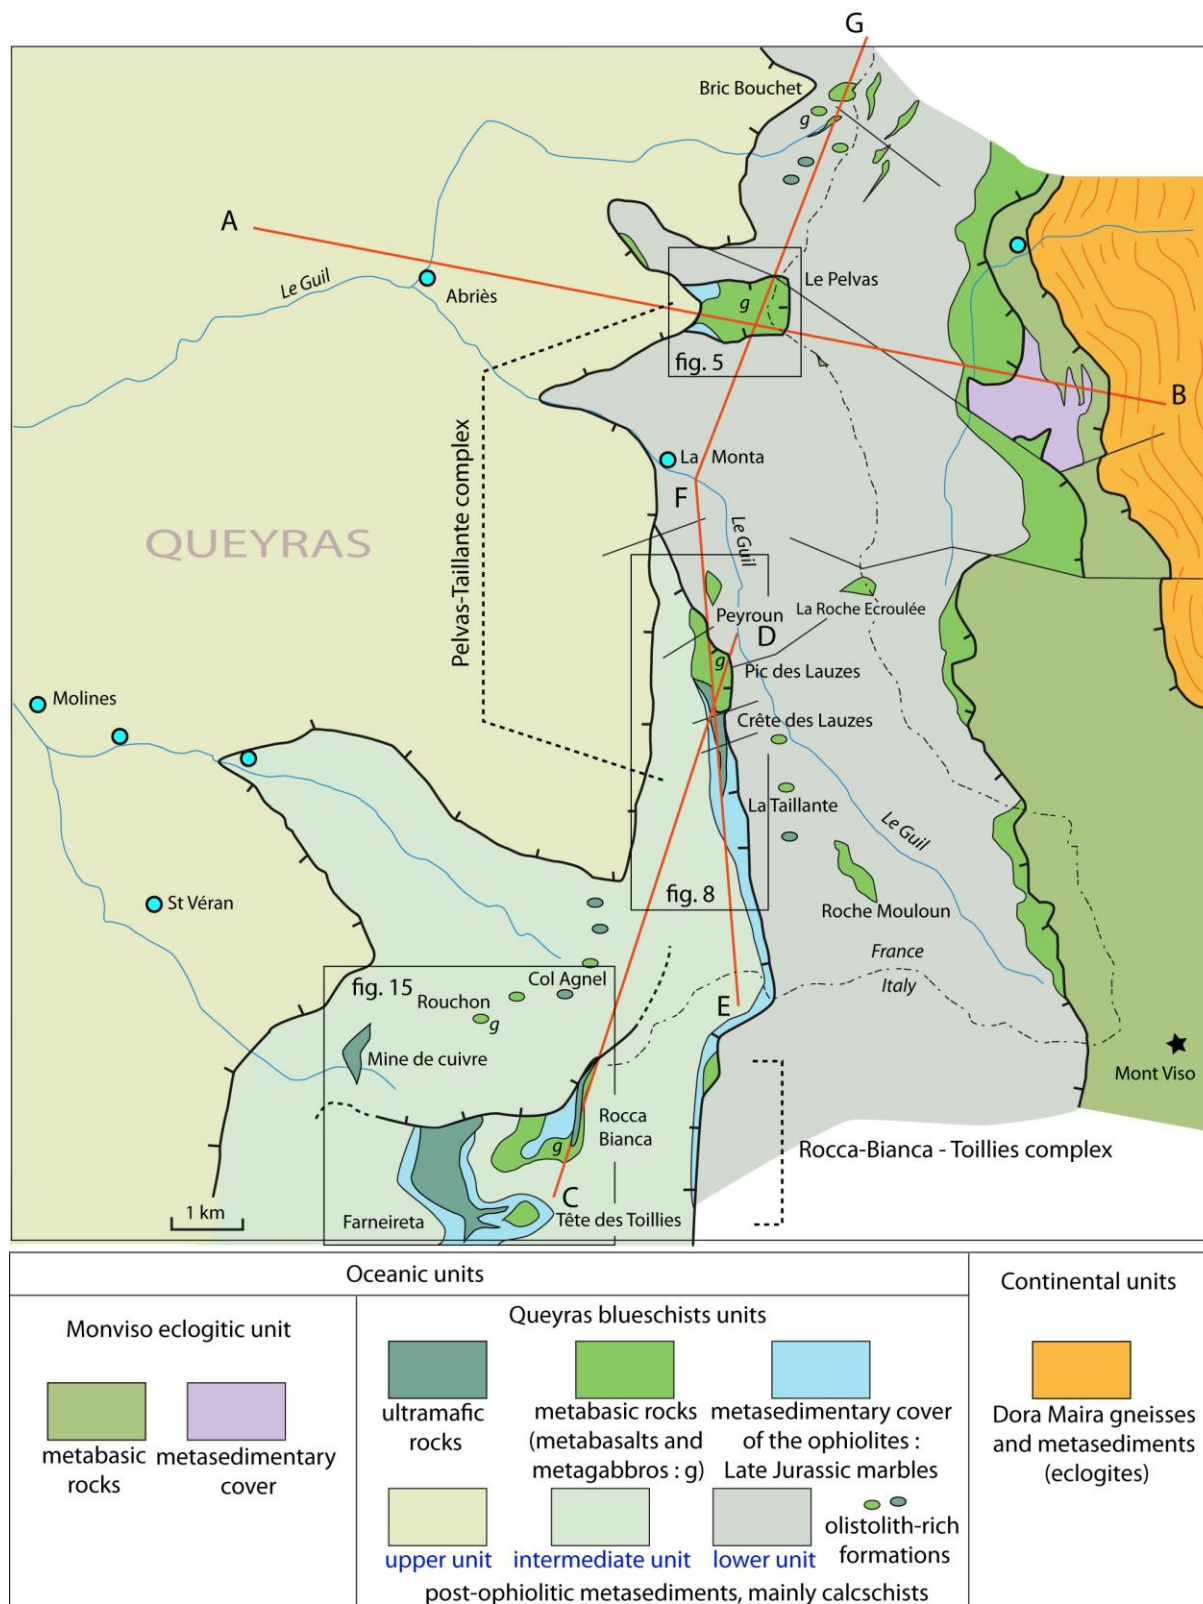 G
Bric Bouchet
g
A
Le Guil
Abriès
Le Pelvas
g
fig. 5
B
Pelvas-Taillante complex
La Monta
F
QUEYRAS
Le Guil
Peyroun
La Roche Ecroulée
D
g
Pic des Lauzes
Molines
Crête des Lauzes
La Taillante
Le Guil
St Véran
fig. 8
Roche Mouloun
France
Italy
fig. 15
Col Agnel
Rouchon
g
E
Mine de cuivre
Mont Viso
Rocca
Bianca
g
Rocca-Bianca - Toillies complex
C
1 km
Farneireta
Tête des Toillies
Oceanic units
Continental units
Monviso eclogitic unit
Queyras blueschists units
metabasic
rocks
metasedimentary
cover
ultramafic
rocks
metabasic rocks
(metabasalts and
metagabbros : g)
metasedimentary cover
of the ophiolites :
Late Jurassic marbles
Dora Maira gneisses
and metasediments
(eclogites)
upper unit
intermediate unit
lower unit
olistolith-rich
formations
post-ophiolitic metasediments, mainly calcschists